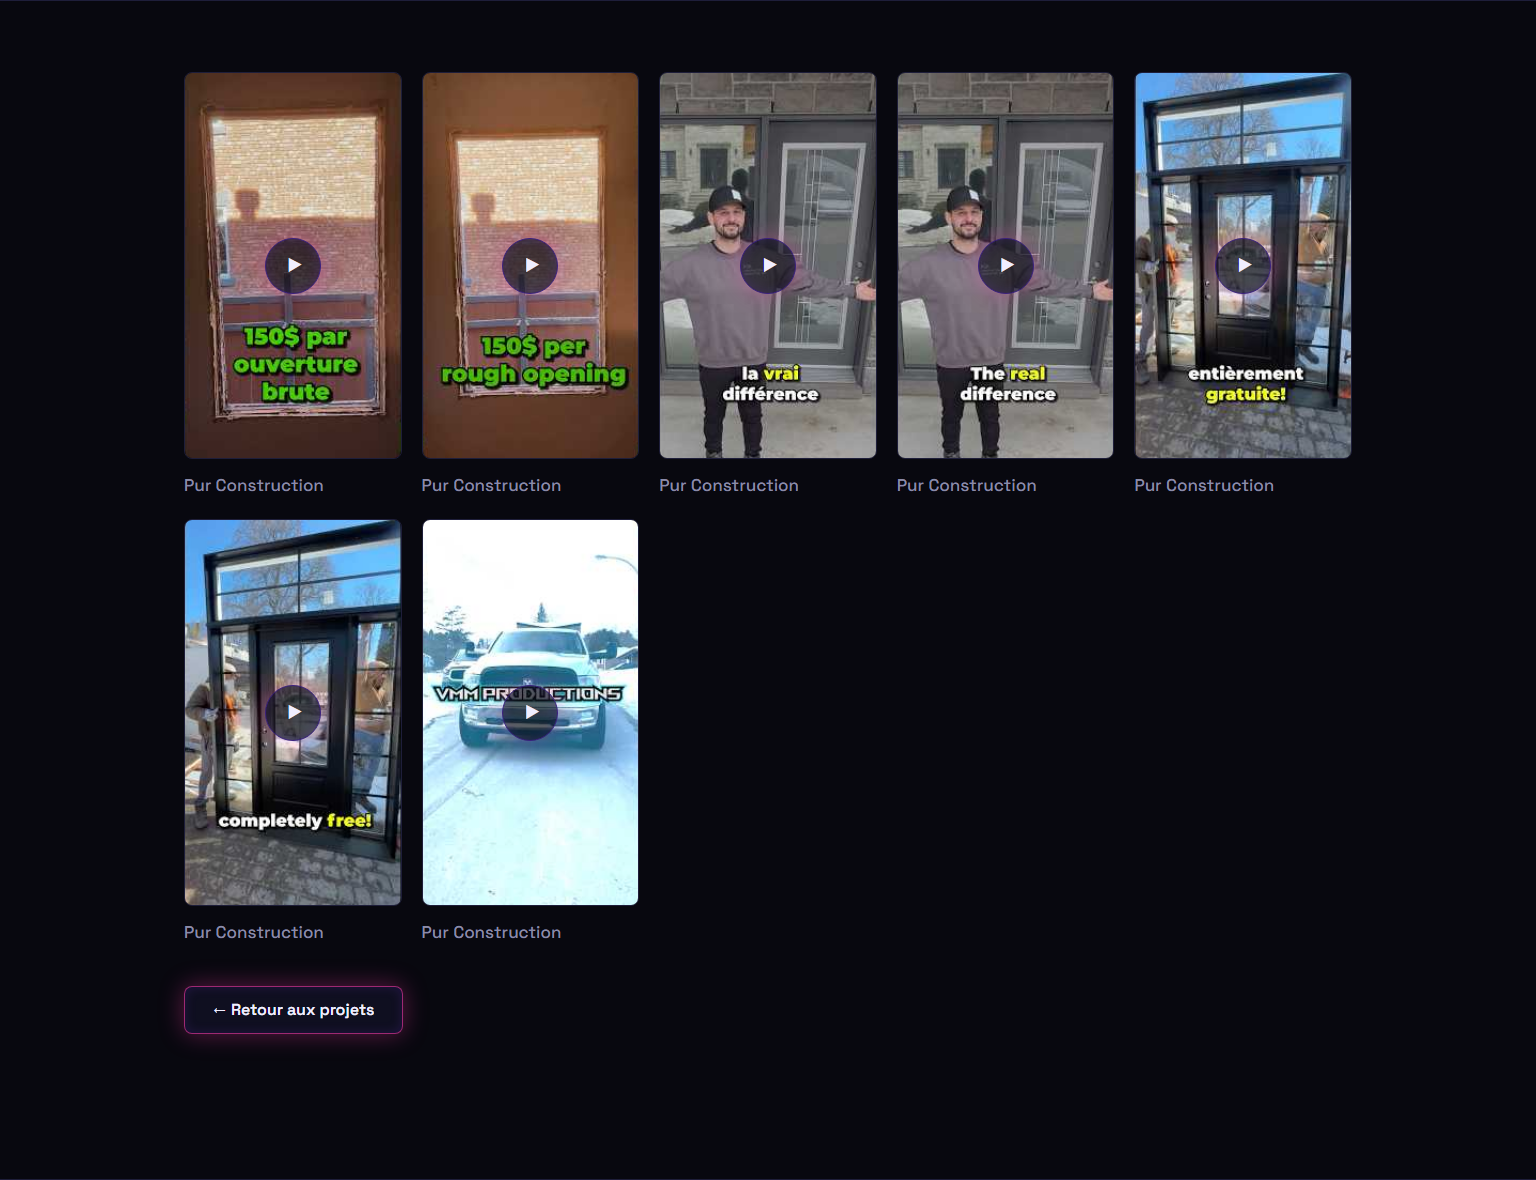 150$ par
ouverture
brute
150$ per
rough opening
la vrai
différence
The real
difference
entièrement
gratuite!
Pur Construction
Pur Construction
Pur Construction
Pur Construction
Pur Construction
completely free!
VMM PRODUCTIONS
Pur Construction
Pur Construction
← Retour aux projets